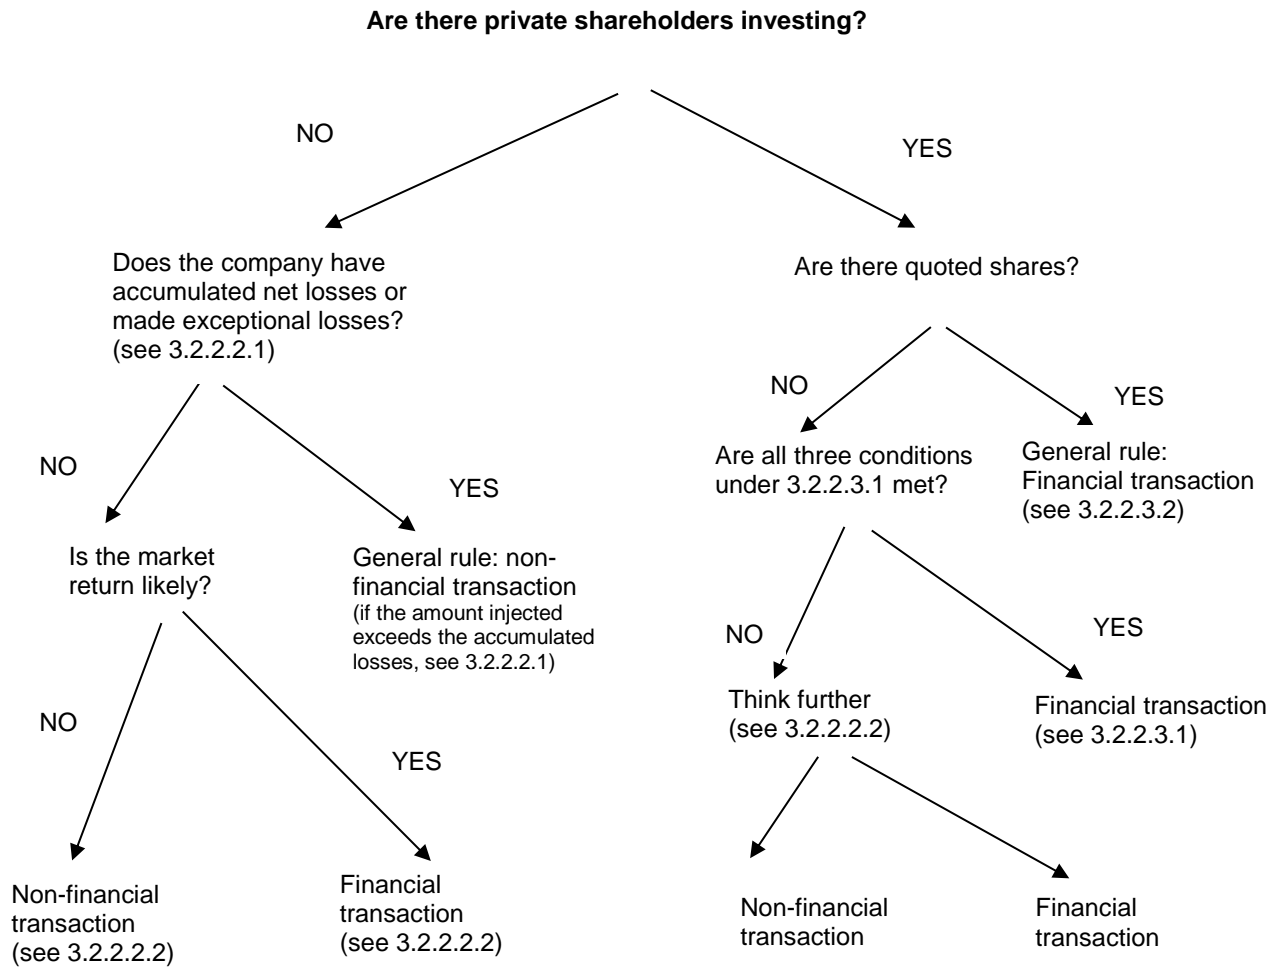 Are there private shareholders investing?
NO
YES
Does the company have
accumulated net losses or
made exceptional losses?
(see 3.2.2.2.1)
Are there quoted shares?
NO
YES
NO
YES
Are all three conditions
under 3.2.2.3.1 met?
General rule:
Financial transaction
(see 3.2.2.3.2)
Is the market
return likely?
General rule: non-
financial transaction
(if the amount injected
exceeds the accumulated
losses, see 3.2.2.2.1)
NO
YES
NO
YES
Think further
(see 3.2.2.2.2)
Financial transaction
(see 3.2.2.3.1)
Non-financial
transaction
(see 3.2.2.2.2)
Financial
transaction
(see 3.2.2.2.2)
Non-financial
transaction
Financial
transaction